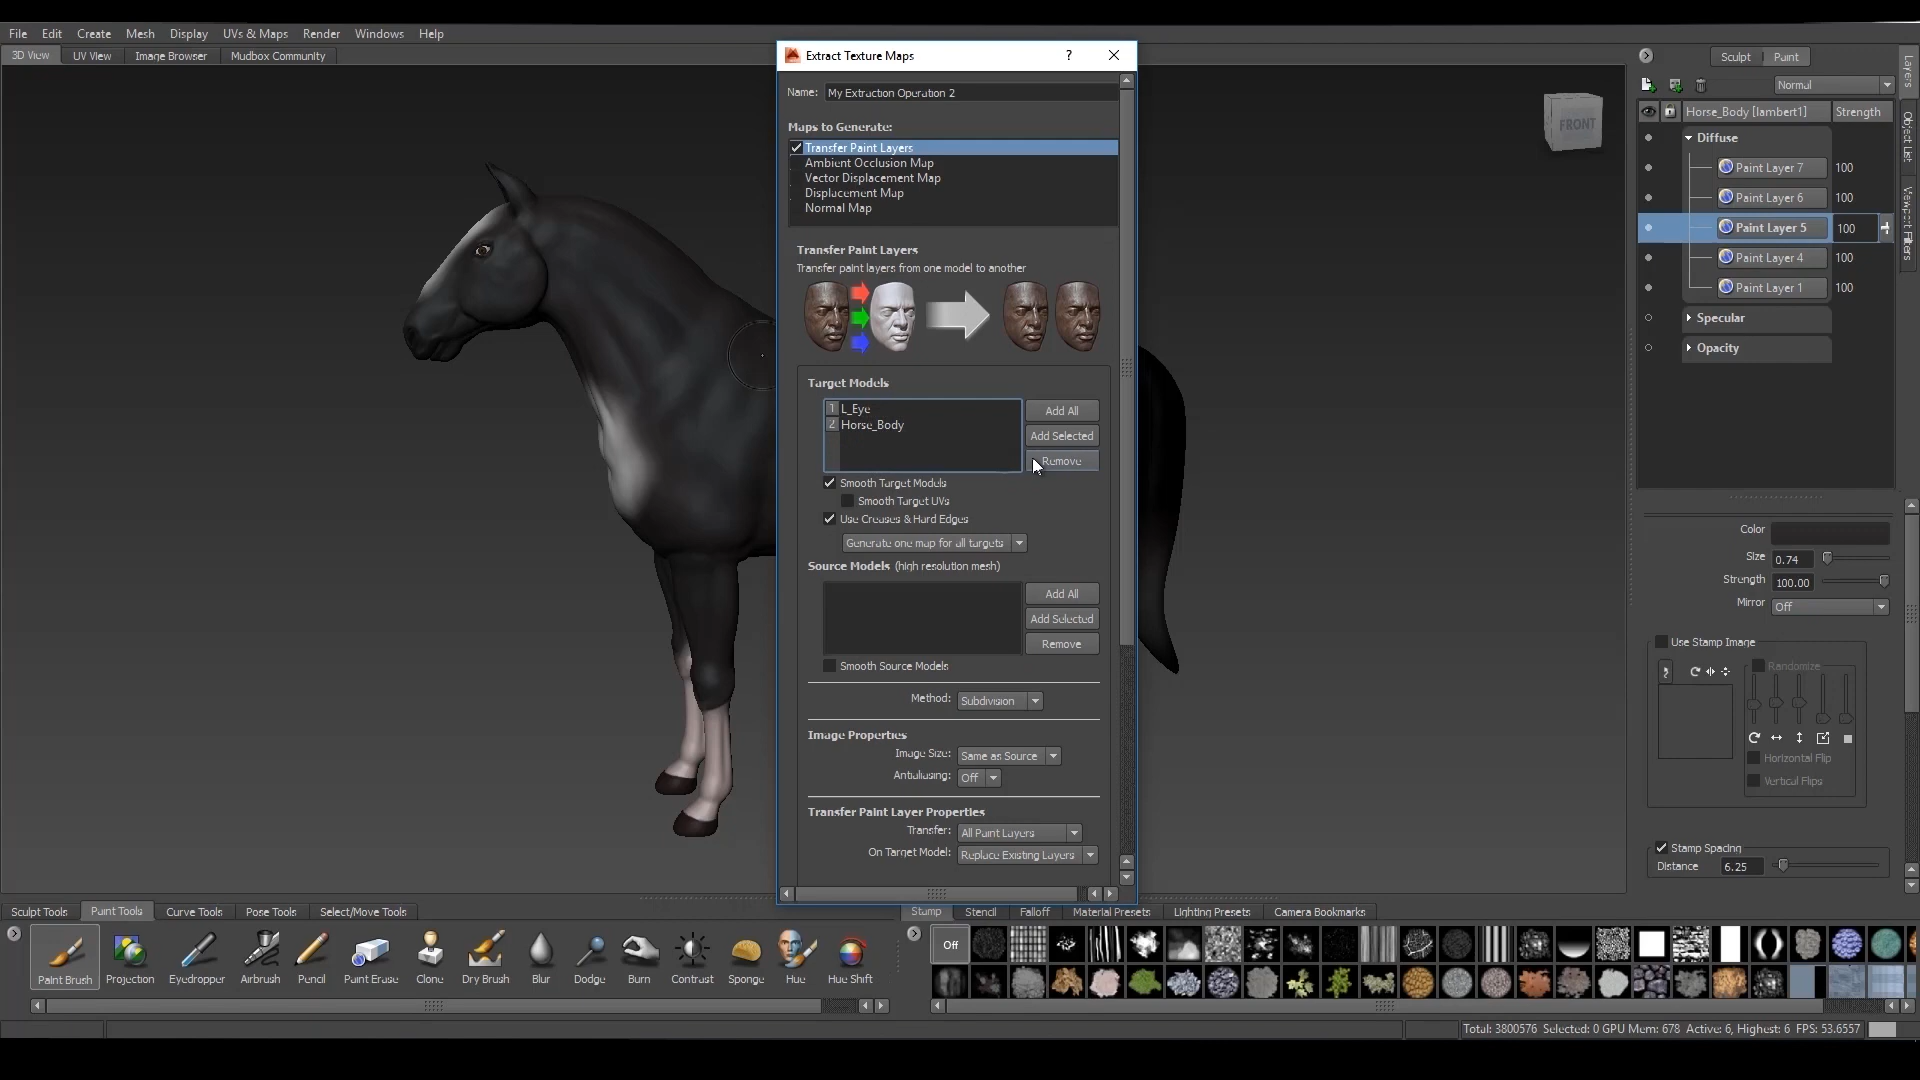 File Edit Create Mesh Display UVs & Maps Render Windows Help
3D View UV View Image Browser Mudbox Community
Extract Texture Maps ?
Name: My Extraction Operation 2
Maps to Generate:
Transfer Paint Layers
Ambient Occlusion Map
Vector Displacement Map
Displacement Map
Normal Map
Transfer Paint Layers
Transfer paint layers from one model to another
Target Models
1 L_Eye
2 Horse_Body
Add All
Add Selected
Remove
Smooth Target Models
Smooth Target UVs
Use Creases & Hard Edges
Generate one map for all targets
Source Models (high resolution mesh)
Add All
Add Selected
Remove
Smooth Source Models
Method: Subdivision
Image Properties
Image Size: Same as Source
Antialiasing: Off
Transfer Paint Layer Properties
Transfer: All Paint Layers
On Target Model: Replace Existing Layers
FRONT
Sculpt Paint
Normal
Horse_Body [lambert1] Strength
Diffuse
Paint Layer 7 100
Paint Layer 6 100
Paint Layer 5 100
Paint Layer 4 100
Paint Layer 1 100
Specular
Opacity
Layers
Object List
Viewport Filters
Color
Size 0.74
Strength 100.00
Mirror Off
Use Stamp Image
Randomize
Horizontal Flip
Vertical Flips
Stamp Spacing
Distance 6.25
Sculpt Tools Paint Tools Curve Tools Pose Tools Select/Move Tools
Paint Brush Projection Eyedropper Airbrush Pencil Paint Erase Clone Dry Brush Blur Dodge Burn Contrast Sponge Hue Hue Shift
Stamp Stencil Falloff Material Presets Lighting Presets Camera Bookmarks
Off
Total: 3800576 Selected: 0 GPU Mem: 678 Active: 6, Highest: 6 FPS: 53.6557